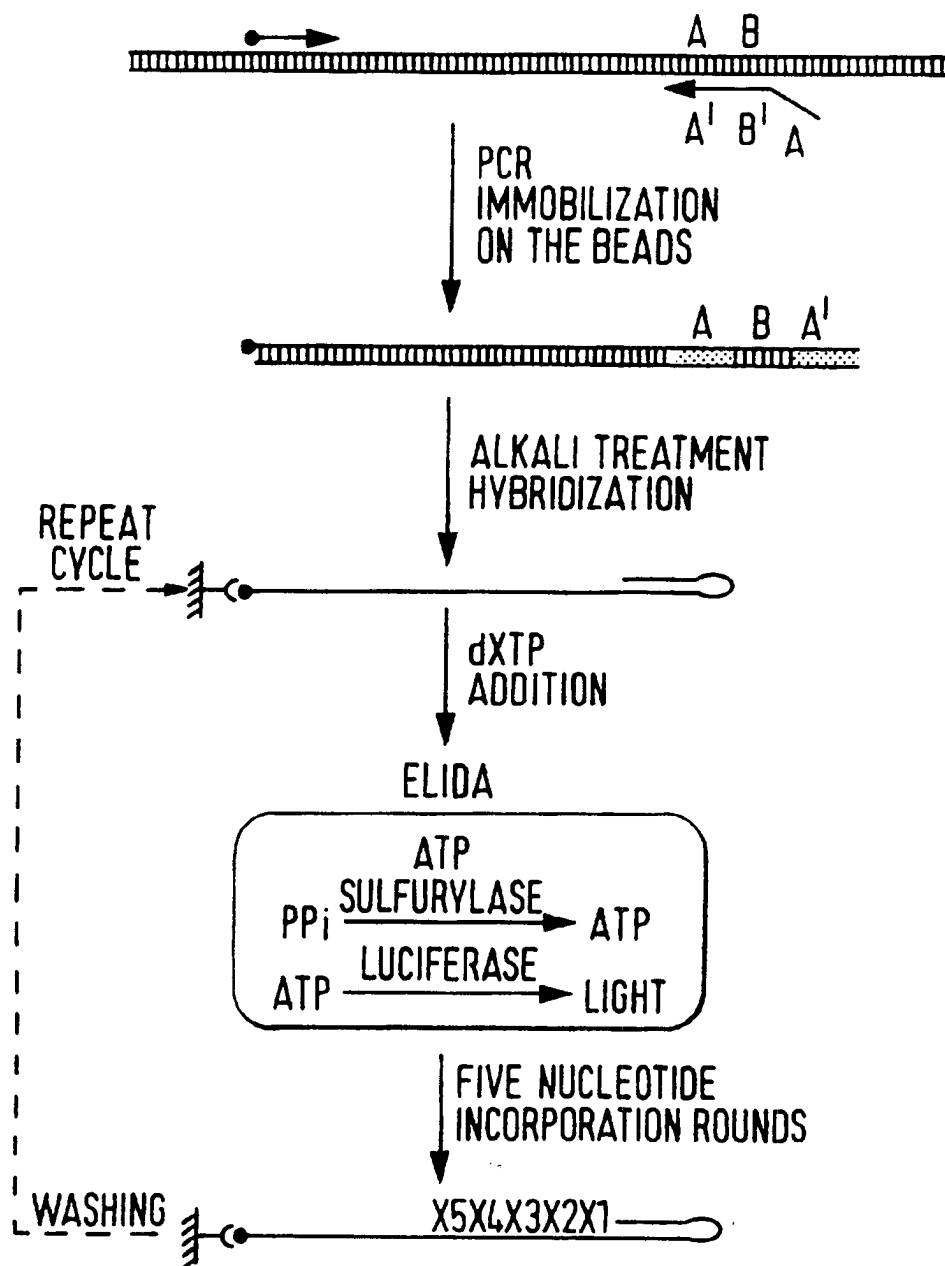 A B
A' B' A
PCR
IMMOBILIZATION
ON THE BEADS
A B A'
ALKALI TREATMENT
HYBRIDIZATION
REPEAT
CYCLE
dXTP
ADDITION
ELIDA
ATP
SULFURYLASE
PPi ATP
LUCIFERASE
ATP LIGHT
FIVE NUCLEOTIDE
INCORPORATION ROUNDS
WASHING
X5X4X3X2X1